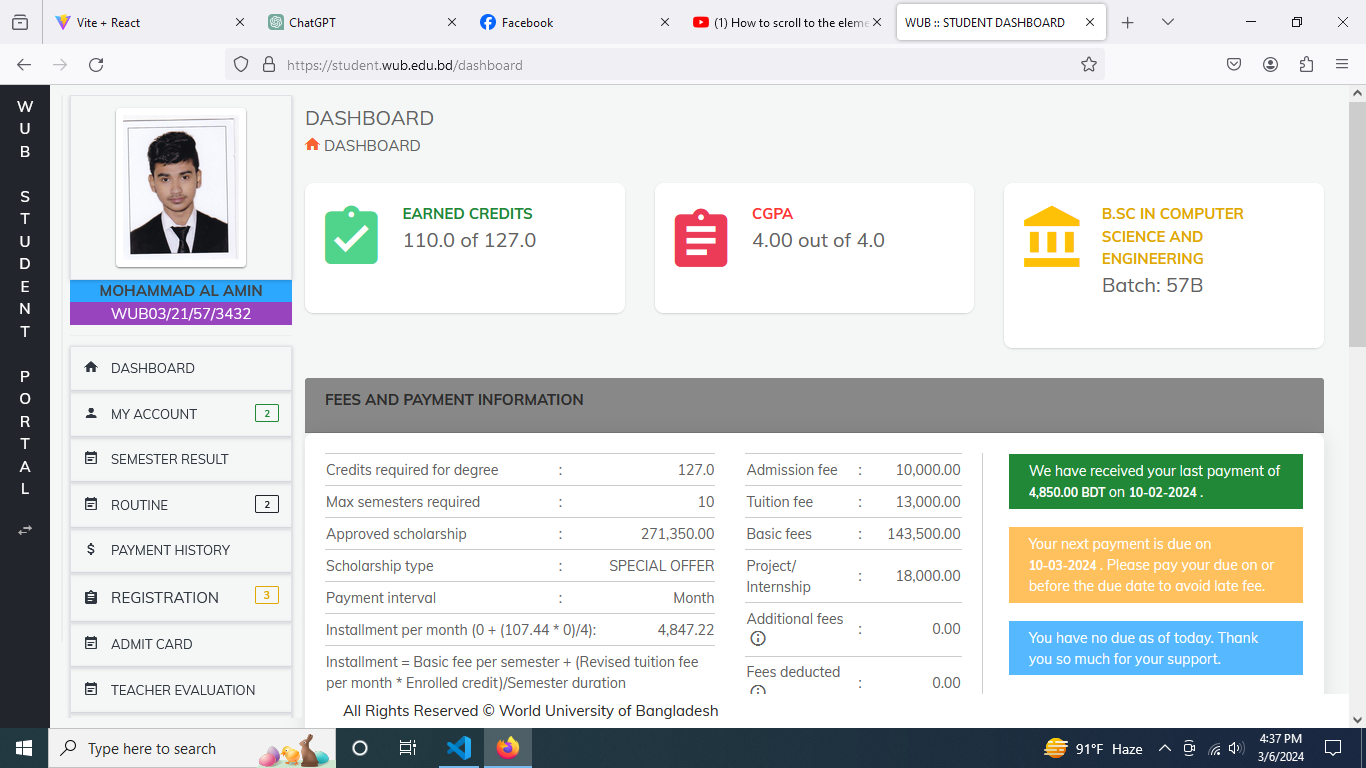 Vite + React
ChatGPT
Facebook
(1) How to scroll to the eleme
WUB :: STUDENT DASHBOARD
https://student.wub.edu.bd/dashboard
WUB STUDENT PORTAL
MOHAMMAD AL AMIN
WUB03/21/57/3432
DASHBOARD
MY ACCOUNT 2
SEMESTER RESULT
ROUTINE 2
$ PAYMENT HISTORY
REGISTRATION 3
ADMIT CARD
TEACHER EVALUATION
DASHBOARD
DASHBOARD
EARNED CREDITS
110.0 of 127.0
CGPA
4.00 out of 4.0
B.SC IN COMPUTER
SCIENCE AND
ENGINEERING
Batch: 57B
FEES AND PAYMENT INFORMATION
Credits required for degree : 127.0
Max semesters required : 10
Approved scholarship : 271,350.00
Scholarship type : SPECIAL OFFER
Payment interval : Month
Installment per month (0 + (107.44 * 0)/4): 4,847.22
Installment = Basic fee per semester + (Revised tuition fee
per month * Enrolled credit)/Semester duration
Admission fee : 10,000.00
Tuition fee : 13,000.00
Basic fees : 143,500.00
Project/
Internship : 18,000.00
Additional fees : 0.00
Fees deducted : 0.00
We have received your last payment of
4,850.00 BDT on 10-02-2024 .
Your next payment is due on
10-03-2024 . Please pay your due on or
before the due date to avoid late fee.
You have no due as of today. Thank
you so much for your support.
All Rights Reserved © World University of Bangladesh
Type here to search
91°F Haze
4:37 PM
3/6/2024